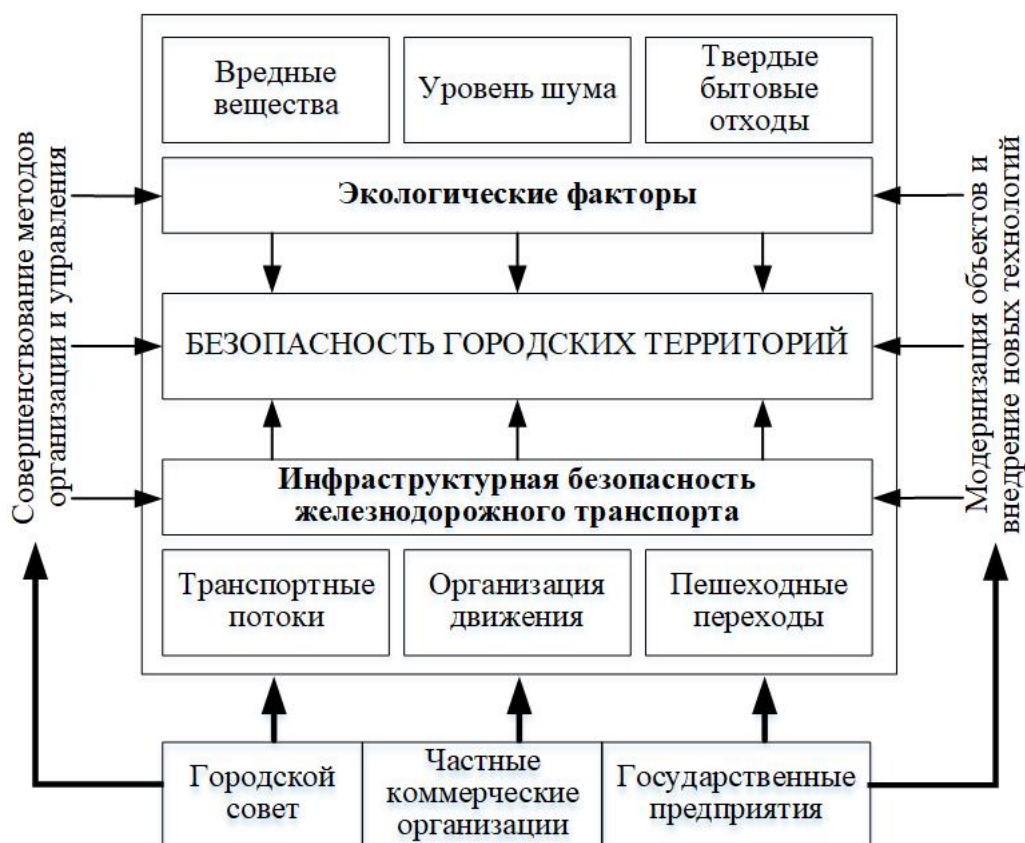 Вредные
вещества
Уровень шума
Твердые
бытовые
отходы
Экологические факторы
БЕЗОПАСНОСТЬ ГОРОДСКИХ ТЕРРИТОРИЙ
Инфраструктурная безопасность
железнодорожного транспорта
Транспортные
потоки
Организация
движения
Пешеходные
переходы
Городской
совет
Частные
коммерческие
организации
Государственные
предприятия
Совершенствование методов
организации и управления
Модернизация объектов и
внедрение новых технологий